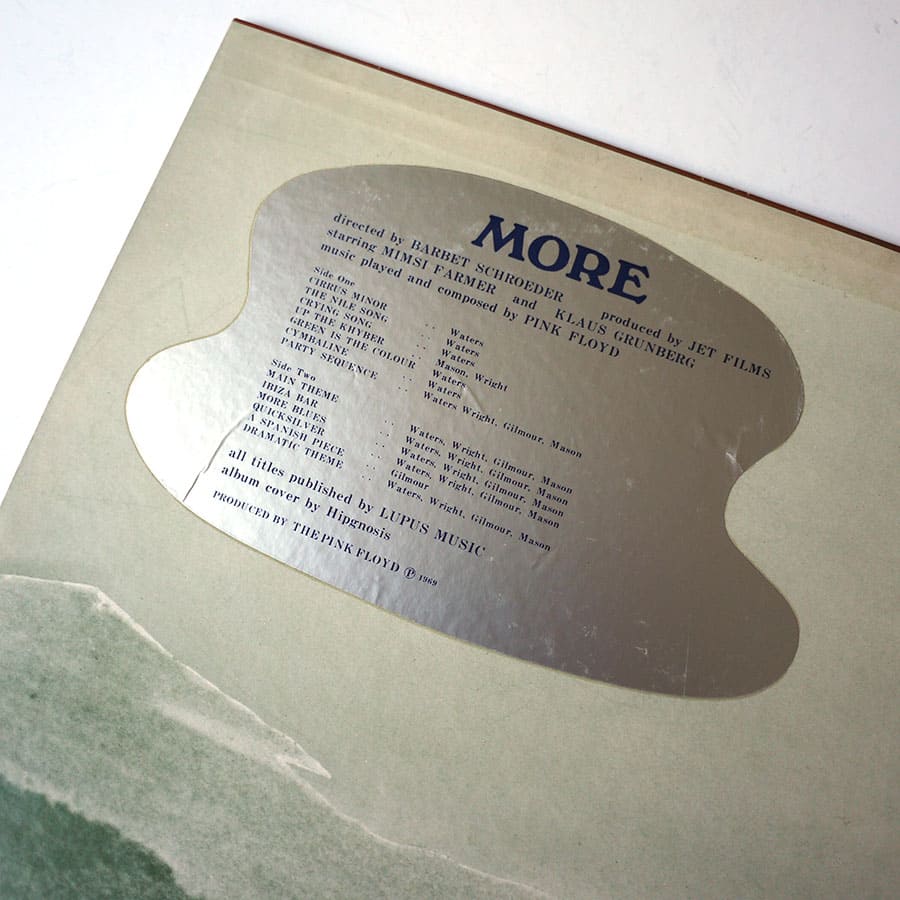 MORE
directed by BARBET SCHROEDER produced by JET FILMS
starring MIMSI FARMER and KLAUS GRUNBERG
music played and composed by PINK FLOYD
Side One
CIRRUS MINOR .. Waters
THE NILE SONG .. Waters
CRYING SONG .. Waters
UP THE KHYBER .. Mason, Wright
GREEN IS THE COLOUR .. Waters
CYMBALINE .. Waters
PARTY SEQUENCE .. Waters Wright, Gilmour, Mason
Side Two
MAIN THEME .. Waters, Wright, Gilmour, Mason
IBIZA BAR .. Waters, Wright, Gilmour, Mason
MORE BLUES .. Waters, Wright, Gilmour, Mason
QUICKSILVER .. Waters, Wright, Gilmour, Mason
A SPANISH PIECE .. Gilmour
DRAMATIC THEME .. Waters, Wright, Gilmour, Mason
all titles published by LUPUS MUSIC
album cover by Hipgnosis
PRODUCED BY THE PINK FLOYD ℗ 1969